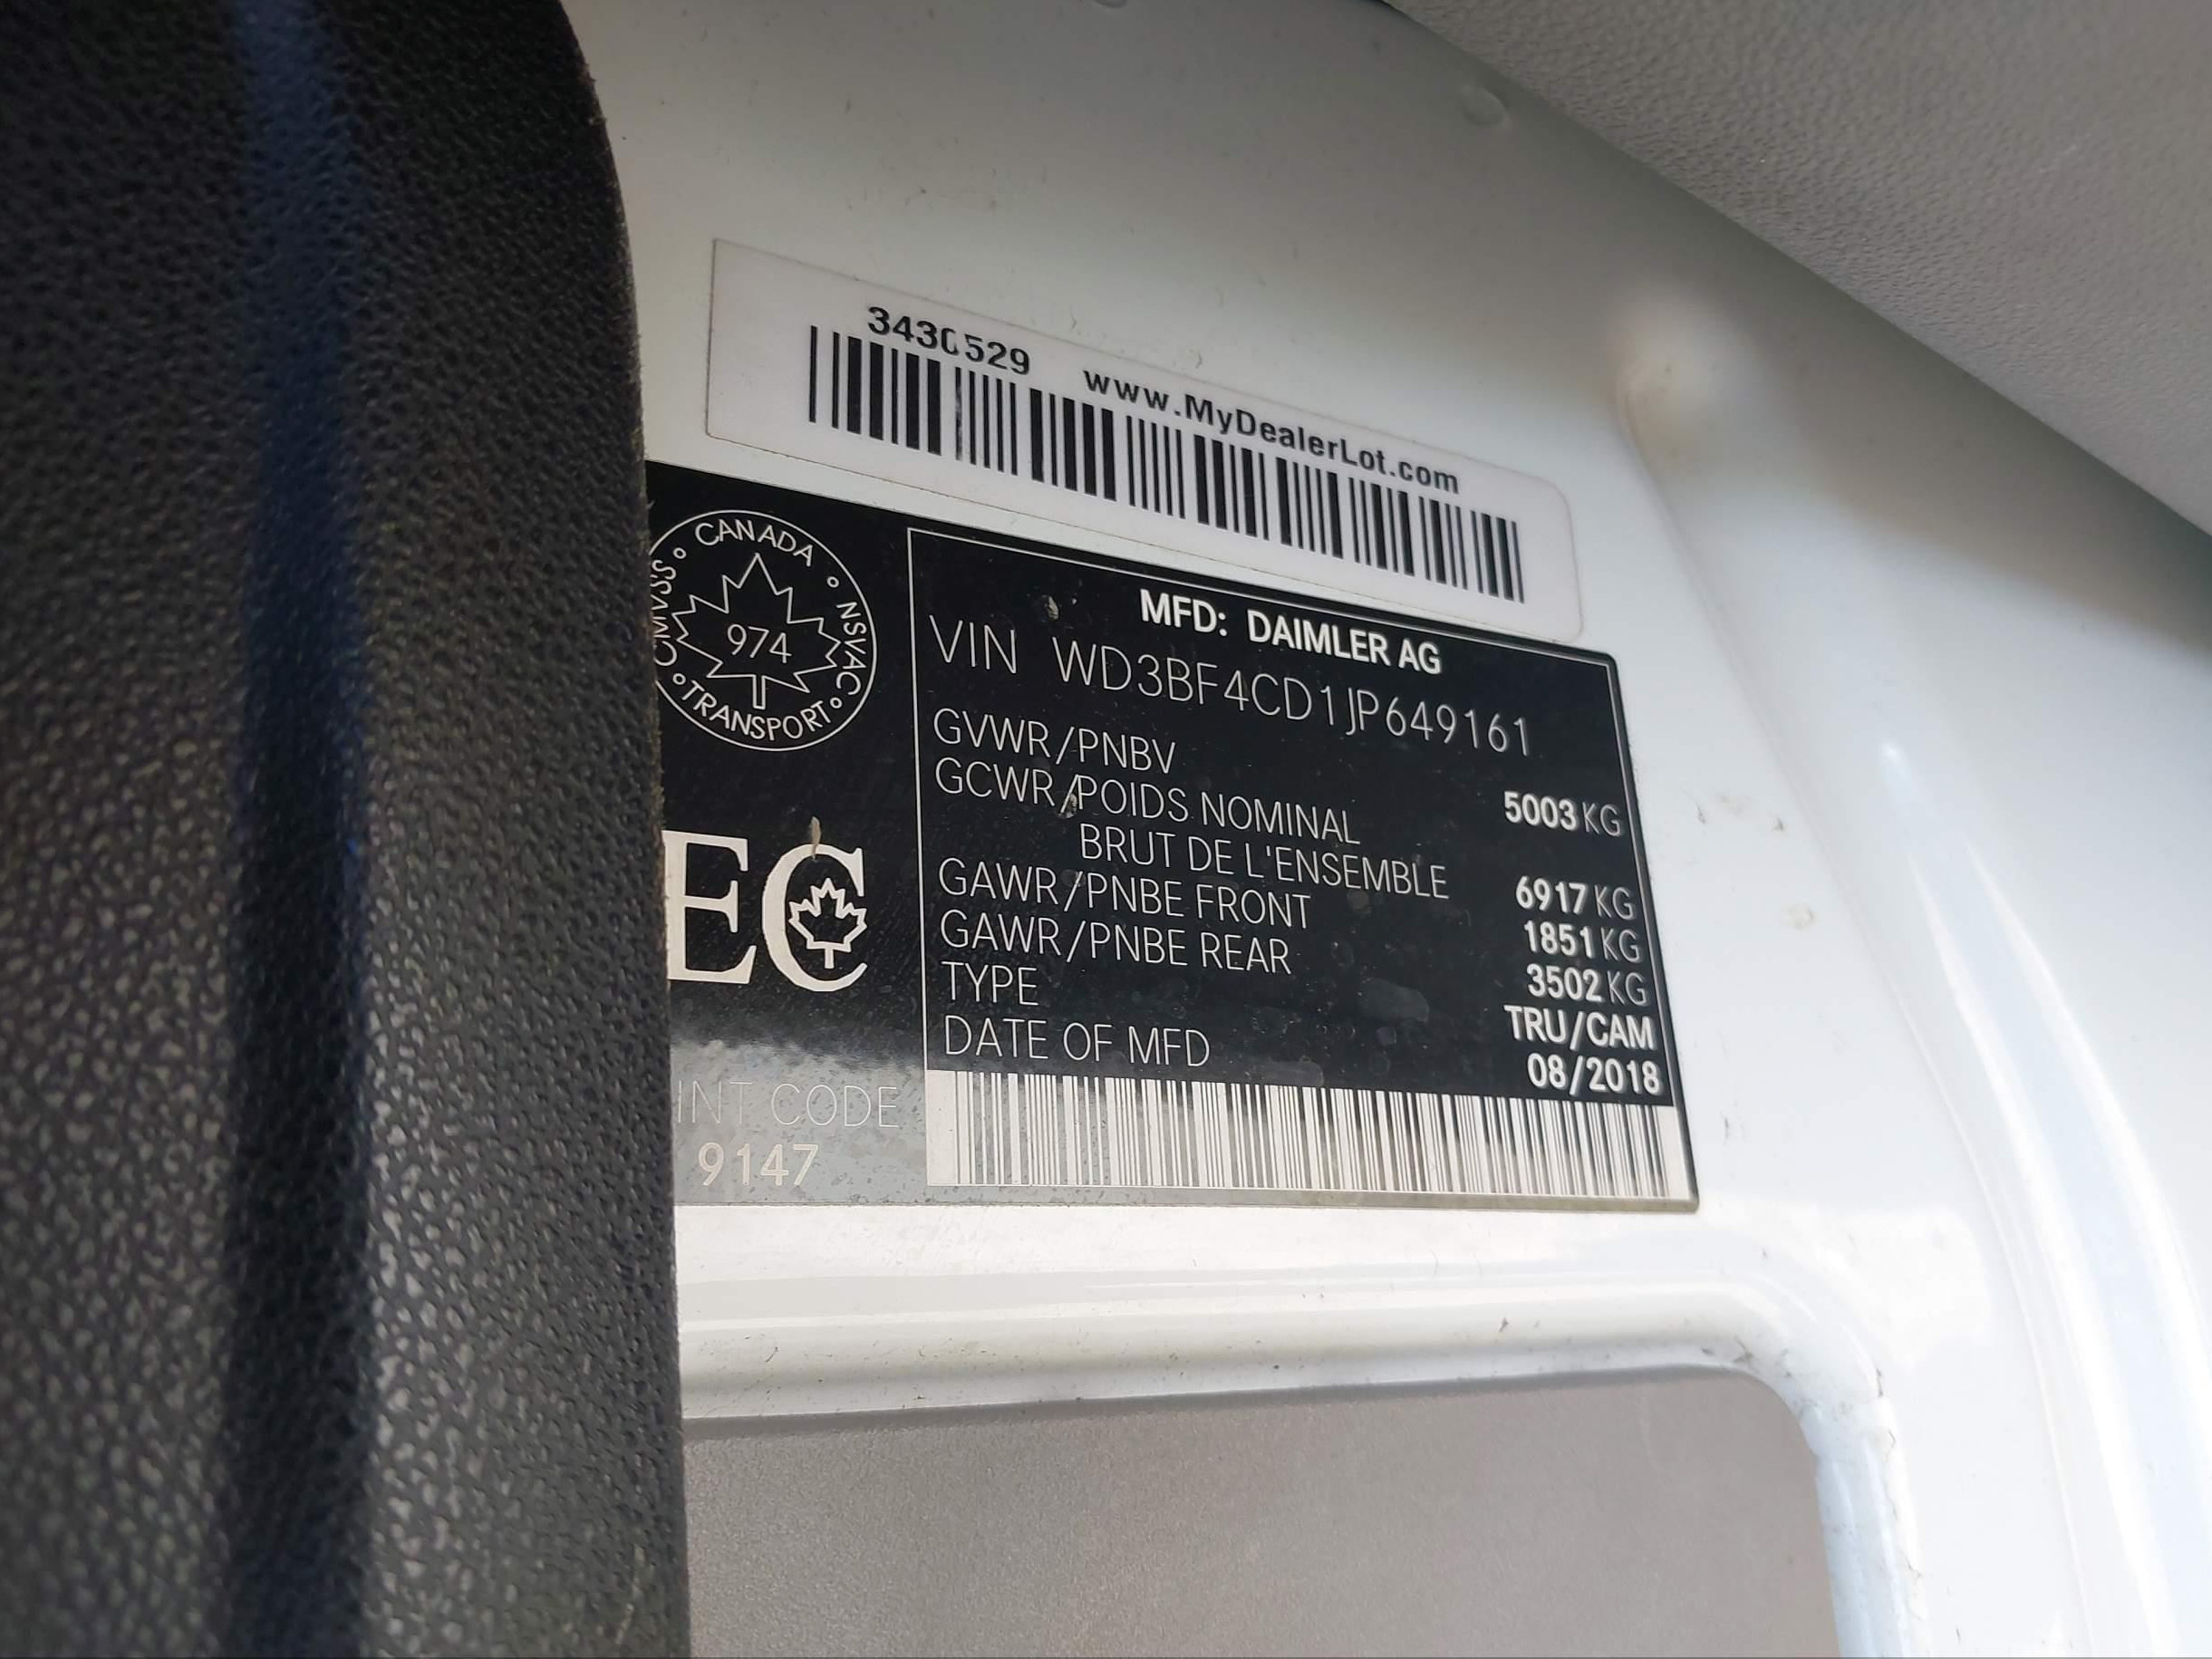 3430529 www.MyDealerLot.com
CANADA
NSVAC
TRANSPORT
CMVSS
974
MFD: DAIMLER AG
VIN WD3BF4CD1JP649161
GVWR/PNBV 5003 KG
GCWR/POIDS NOMINAL
BRUT DE L'ENSEMBLE 6917 KG
GAWR/PNBE FRONT 1851 KG
GAWR/PNBE REAR 3502 KG
TYPE TRU/CAM
DATE OF MFD 08/2018
EC
INT CODE
9147